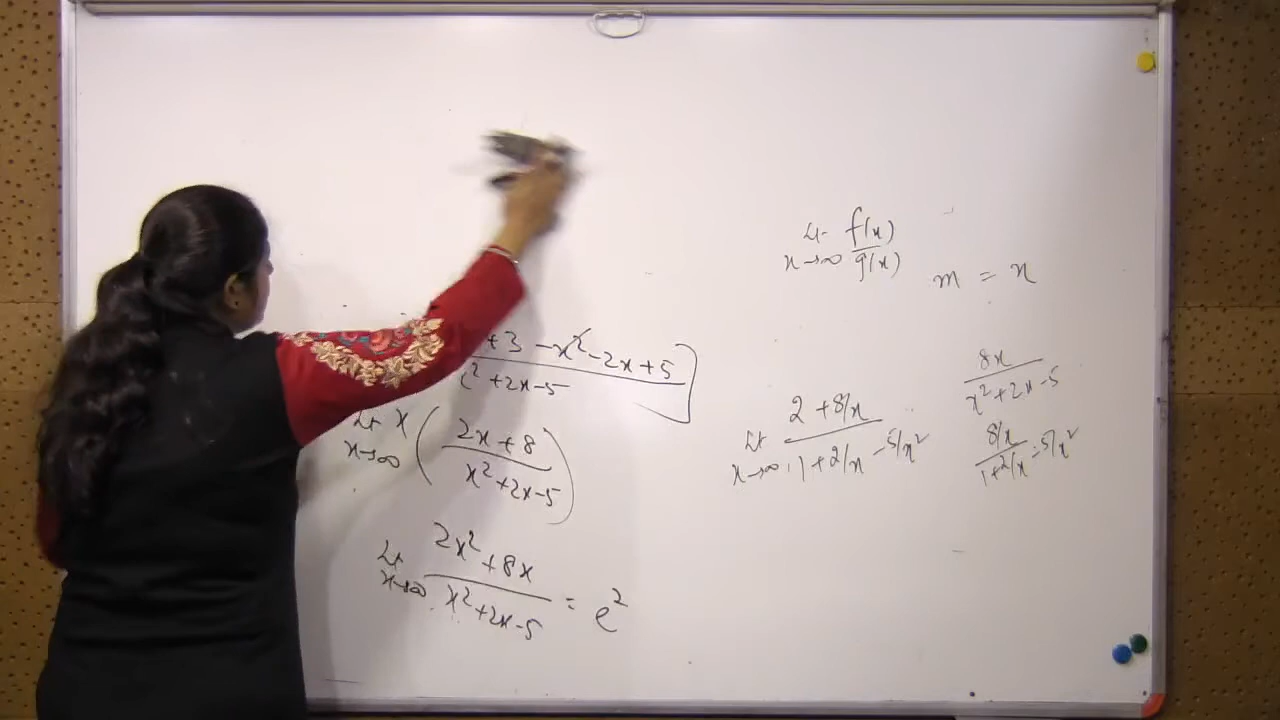 +3 -x² -2x +5
x² +2x -5
Lt x→∞ x ( 2x+8 / x²+2x-5 )
Lt x→∞ 2x²+8x / x²+2x-5 = e²
Lt x→∞ f(x) / g(x)
m = n
Lt x→∞ 2 +8/x / 1+2/x -5/x²
8x / x²+2x-5
8/x / 1+2/x -5/x²